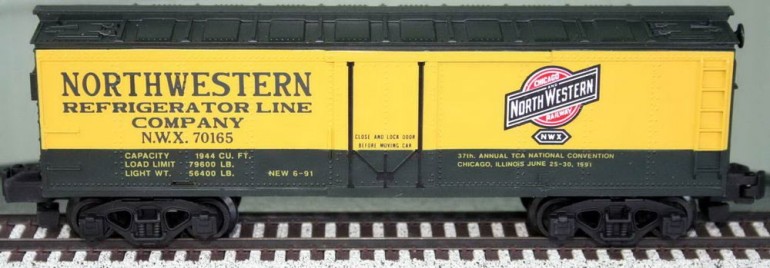 NORTHWESTERN
REFRIGERATOR LINE
COMPANY
N.W.X. 70165
CAPACITY 1944 CU. FT.
LOAD LIMIT 79600 LB.
LIGHT WT. 56400 LB. NEW 6-91
CLOSE AND LOCK DOOR
BEFORE MOVING CAR
CHICAGO
AND
NORTH WESTERN
RAILWAY
NWX
37th. ANNUAL TCA NATIONAL CONVENTION
CHICAGO, ILLINOIS JUNE 25-30, 1991